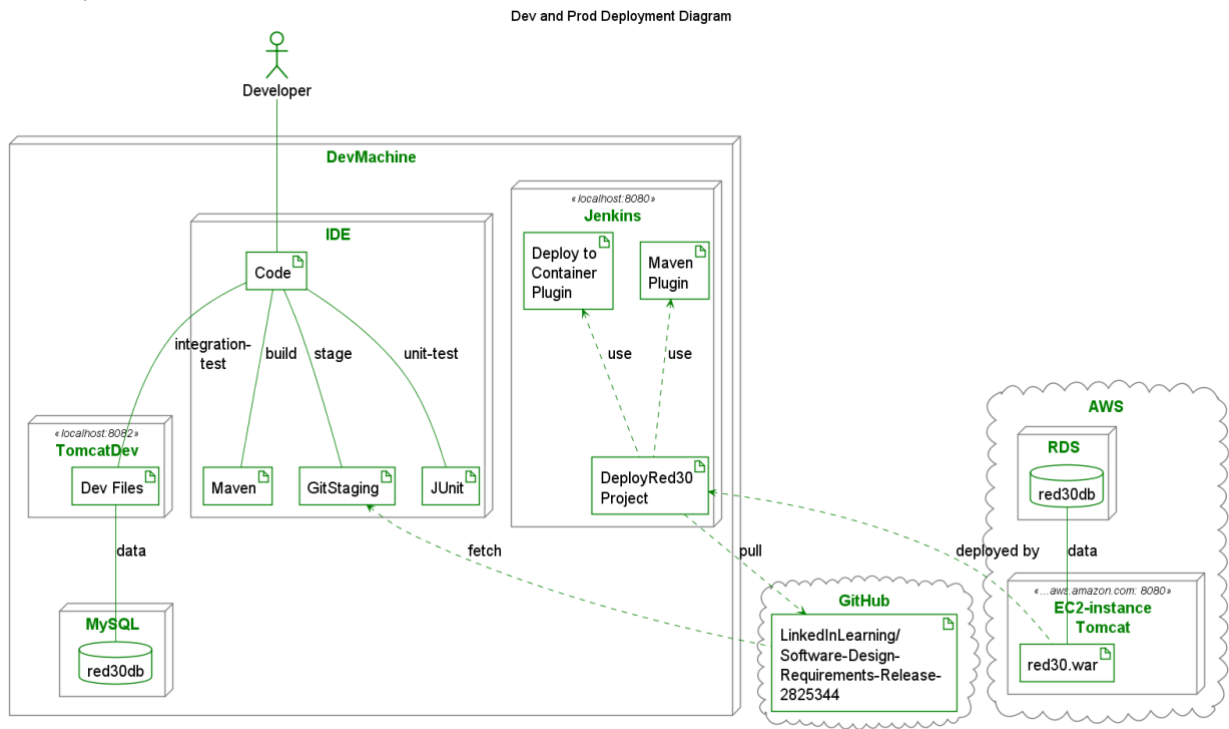 Dev and Prod Deployment Diagram
Developer
DevMachine
IDE
Code
integration-
test
build
stage
unit-test
«localhost:8082»
TomcatDev
Dev Files
Maven
GitStaging
JUnit
data
MySQL
red30db
«localhost:8080»
Jenkins
Deploy to
Container
Plugin
Maven
Plugin
use
use
DeployRed30
Project
fetch
pull
deployed by
GitHub
LinkedInLearning/
Software-Design-
Requirements-Release-
2825344
AWS
RDS
red30db
data
«...aws.amazon.com: 8080»
EC2-instance
Tomcat
red30.war